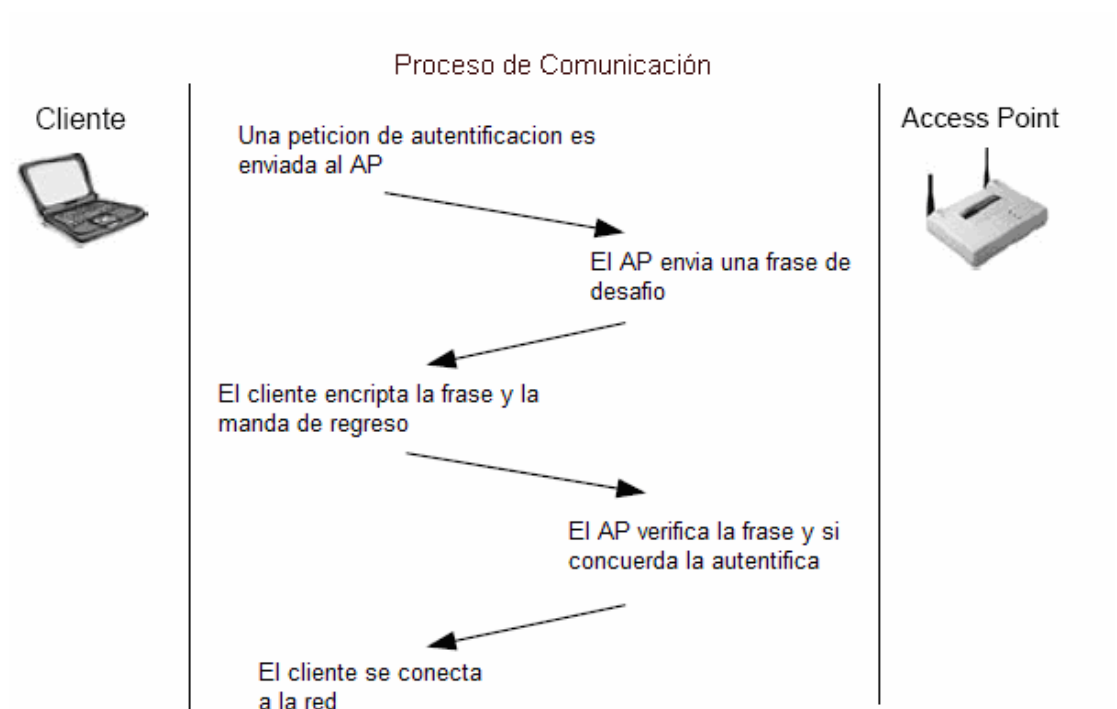 Proceso de Comunicación
Cliente
Access Point
Una peticion de autentificacion es
enviada al AP
El AP envia una frase de
desafio
El cliente encripta la frase y la
manda de regreso
El AP verifica la frase y si
concuerda la autentifica
El cliente se conecta
a la red